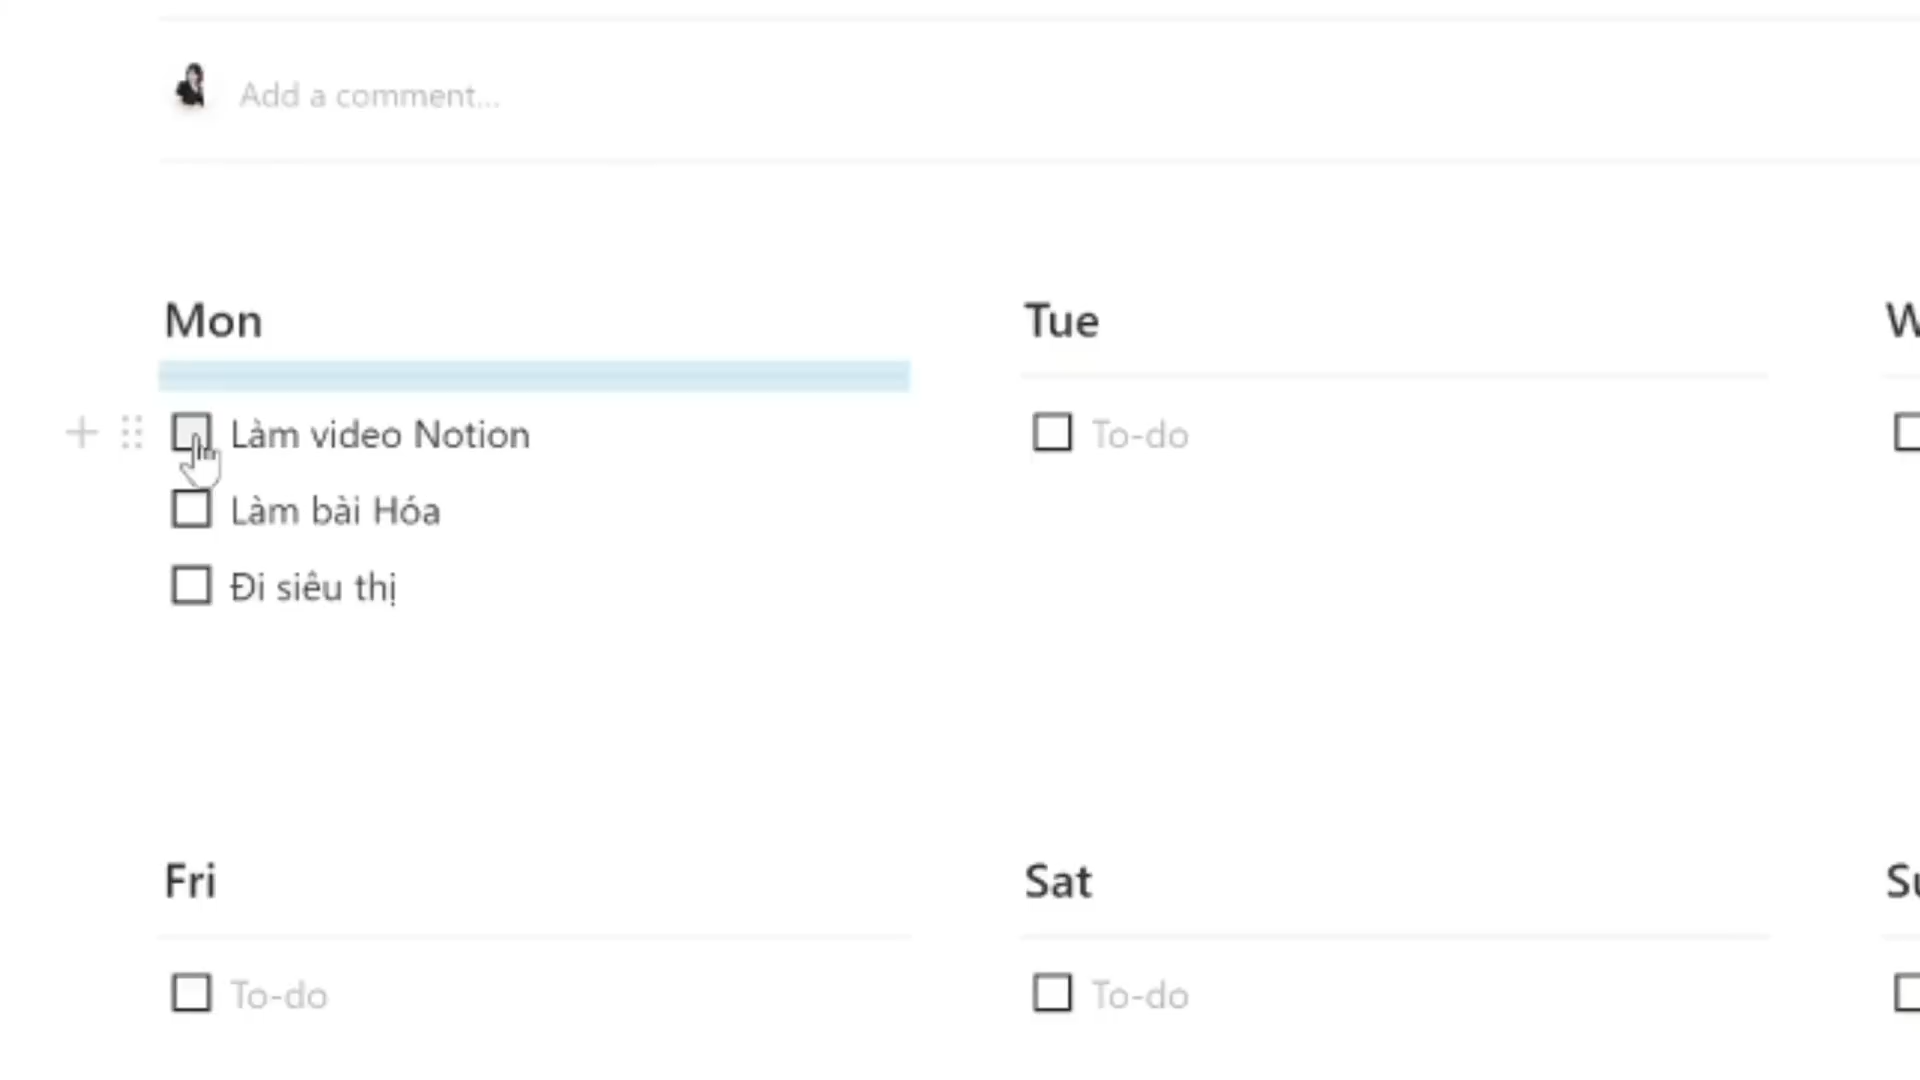 Add a comment...
Mon
Tue
W
Làm video Notion
To-do
Làm bài Hóa
Đi siêu thị
Fri
Sat
Su
To-do
To-do